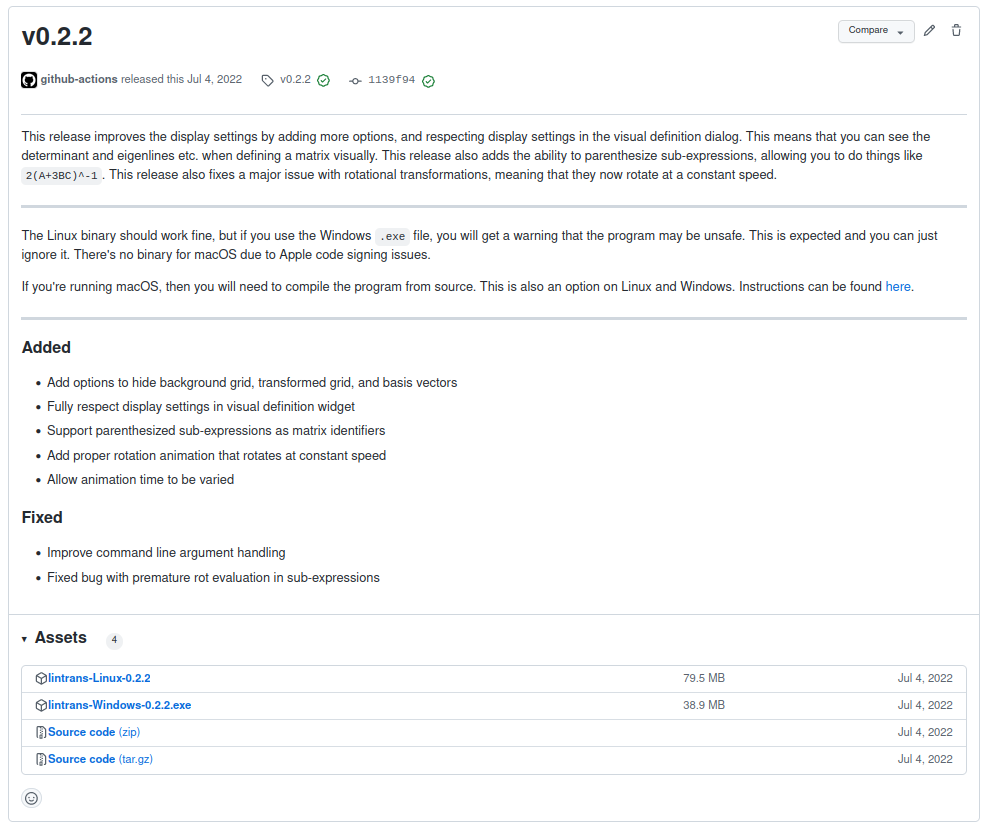 v0.2.2
Compare
github-actions released this Jul 4, 2022 v0.2.2 1139f94
This release improves the display settings by adding more options, and respecting display settings in the visual definition dialog. This means that you can see the
determinant and eigenlines etc. when defining a matrix visually. This release also adds the ability to parenthesize sub-expressions, allowing you to do things like
2(A+3BC)^-1. This release also fixes a major issue with rotational transformations, meaning that they now rotate at a constant speed.
The Linux binary should work fine, but if you use the Windows .exe file, you will get a warning that the program may be unsafe. This is expected and you can just
ignore it. There's no binary for macOS due to Apple code signing issues.
If you're running macOS, then you will need to compile the program from source. This is also an option on Linux and Windows. Instructions can be found here.
Added
• Add options to hide background grid, transformed grid, and basis vectors
• Fully respect display settings in visual definition widget
• Support parenthesized sub-expressions as matrix identifiers
• Add proper rotation animation that rotates at constant speed
• Allow animation time to be varied
Fixed
• Improve command line argument handling
• Fixed bug with premature rot evaluation in sub-expressions
Assets 4
lintrans-Linux-0.2.2 79.5 MB Jul 4, 2022
lintrans-Windows-0.2.2.exe 38.9 MB Jul 4, 2022
Source code (zip) Jul 4, 2022
Source code (tar.gz) Jul 4, 2022